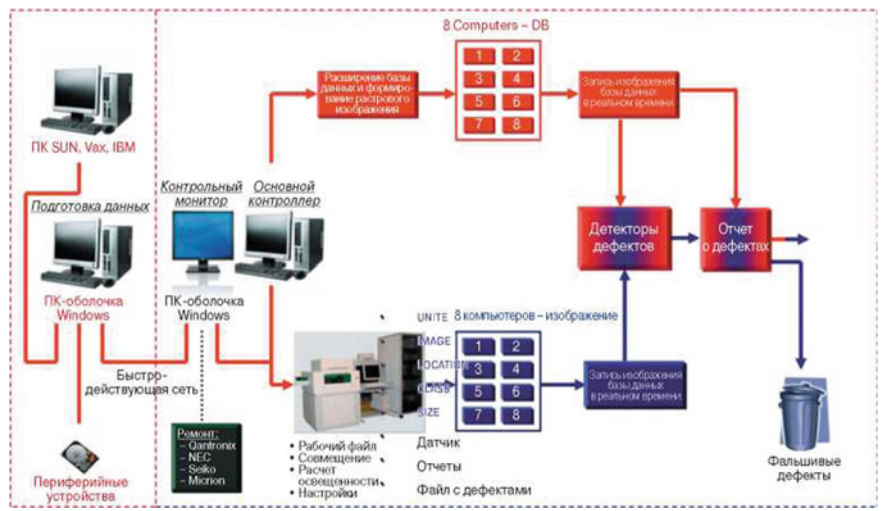 8 Computers – DB
1 2
3 4
5 6
7 8
Расширение базы
данных и формирование растрового
изображения
Запись изображения
базы данных
в реальном времени
ПК SUN, Vax, IBM
Подготовка данных
ПК-оболочка
Windows
Контрольный
монитор
Основной
контроллер
ПК-оболочка
Windows
Детекторы
дефектов
Отчет
о дефектах
Быстро-
действующая сеть
UNITE
IMAGE
LOCATION
CLASS
SIZE
8 компьютеров – изображение
1 2
3 4
5 6
7 8
Запись изображения
базы данных
в реальном времени
Периферийные
устройства
Ремонт:
– Qantronix
– NEC
– Seiko
– Micrion
• Рабочий файл
• Совмещение
• Расчет
освещенности
• Настройки
Датчик
Отчеты
Файл с дефектами
Фальшивые
дефекты